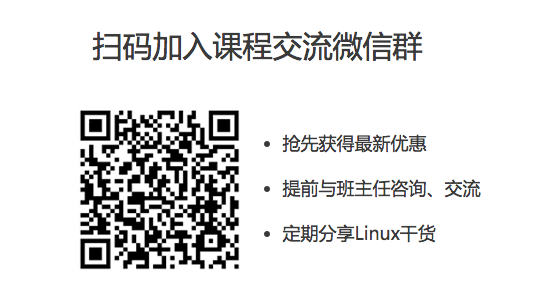 扫码加入课程交流微信群
抢先获得最新优惠
提前与班主任咨询、交流
定期分享Linux干货